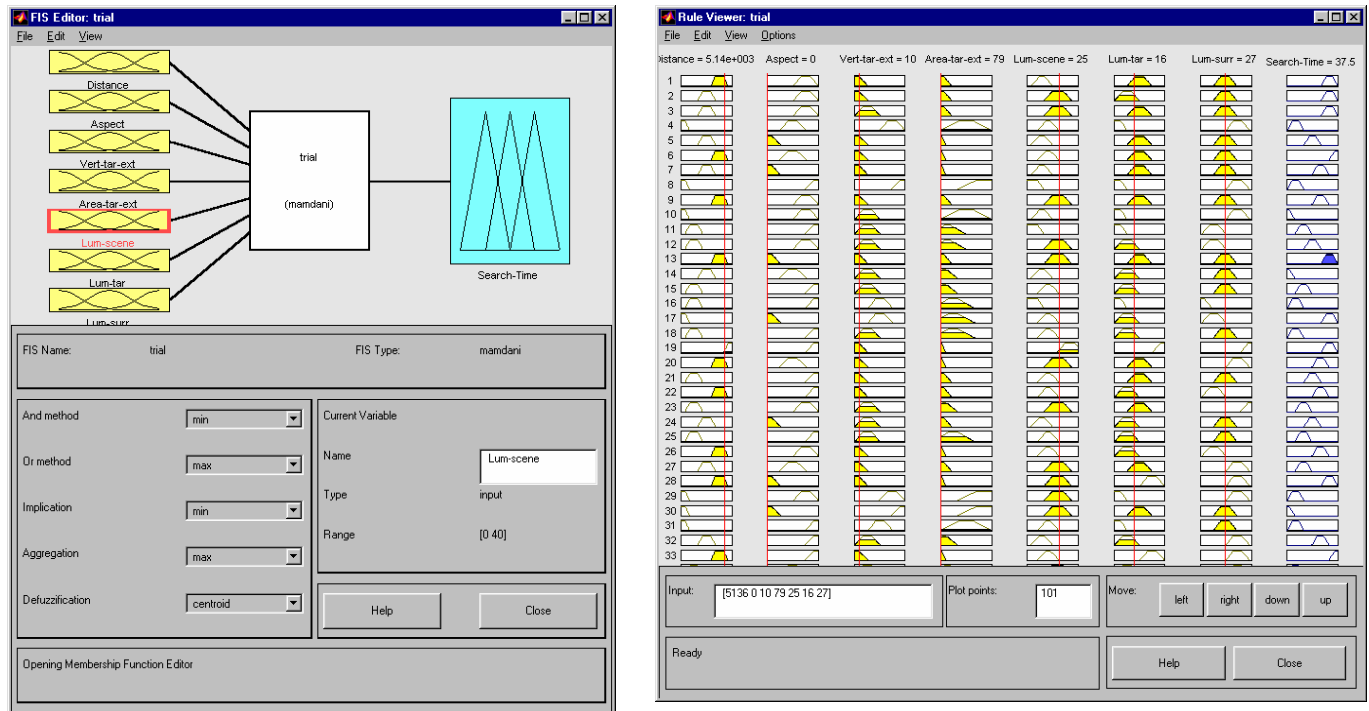 FIS Editor: trial
File Edit View
Distance
Aspect
Vert-tar-ext
Area-tar-ext
Lum-scene
Lum-tar
Lum-surr
trial
(mamdani)
Search-Time
FIS Name: trial FIS Type: mamdani
And method min
Or method max
Implication min
Aggregation max
Defuzzification centroid
Current Variable
Name Lum-scene
Type input
Range [0 40]
Help Close
Opening Membership Function Editor
Rule Viewer: trial
File Edit View Options
istance = 5.14e+003 Aspect = 0 Vert-tar-ext = 10 Area-tar-ext = 79 Lum-scene = 25 Lum-tar = 16 Lum-surr = 27 Search-Time = 37.5
1
2
3
4
5
6
7
8
9
10
11
12
13
14
15
16
17
18
19
20
21
22
23
24
25
26
27
28
29
30
31
32
33
Input: [5136 0 10 79 25 16 27] Plot points: 101 Move: left right down up
Ready
Help Close